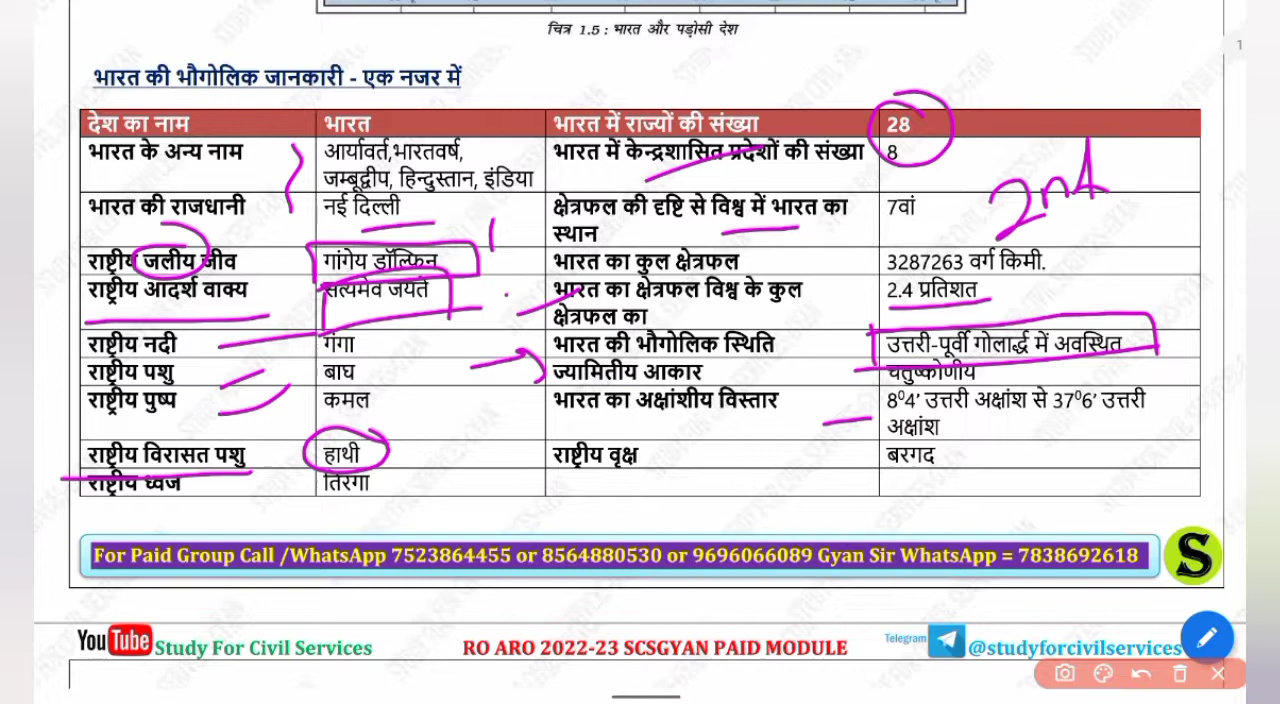 चित्र 1.5 : भारत और पड़ोसी देश
1
भारत की भौगोलिक जानकारी - एक नजर में
देश का नाम भारत भारत में राज्यों की संख्या 28
भारत के अन्य नाम आर्यावर्त,भारतवर्ष, भारत में केन्द्रशासित प्रदेशों की संख्या 8
जम्बूद्वीप, हिन्दुस्तान, इंडिया
2nd
भारत की राजधानी नई दिल्ली क्षेत्रफल की दृष्टि से विश्व में भारत का 7वां
स्थान
राष्ट्रीय जलीय जीव गांगेय डॉल्फिन भारत का कुल क्षेत्रफल 3287263 वर्ग किमी.
राष्ट्रीय आदर्श वाक्य सत्यमेव जयते भारत का क्षेत्रफल विश्व के कुल 2.4 प्रतिशत
क्षेत्रफल का
राष्ट्रीय नदी गंगा भारत की भौगोलिक स्थिति उत्तरी-पूर्वी गोलार्द्ध में अवस्थित
राष्ट्रीय पशु बाघ ज्यामितीय आकार चतुष्कोणीय
राष्ट्रीय पुष्प कमल भारत का अक्षांशीय विस्तार 8⁰4’ उत्तरी अक्षांश से 37⁰6’ उत्तरी
अक्षांश
राष्ट्रीय विरासत पशु हाथी राष्ट्रीय वृक्ष बरगद
राष्ट्रीय ध्वज तिरंगा
For Paid Group Call /WhatsApp 7523864455 or 8564880530 or 9696066089 Gyan Sir WhatsApp = 7838692618
S
YouTube Study For Civil Services RO ARO 2022-23 SCSGYAN PAID MODULE Telegram @studyforcivilservices